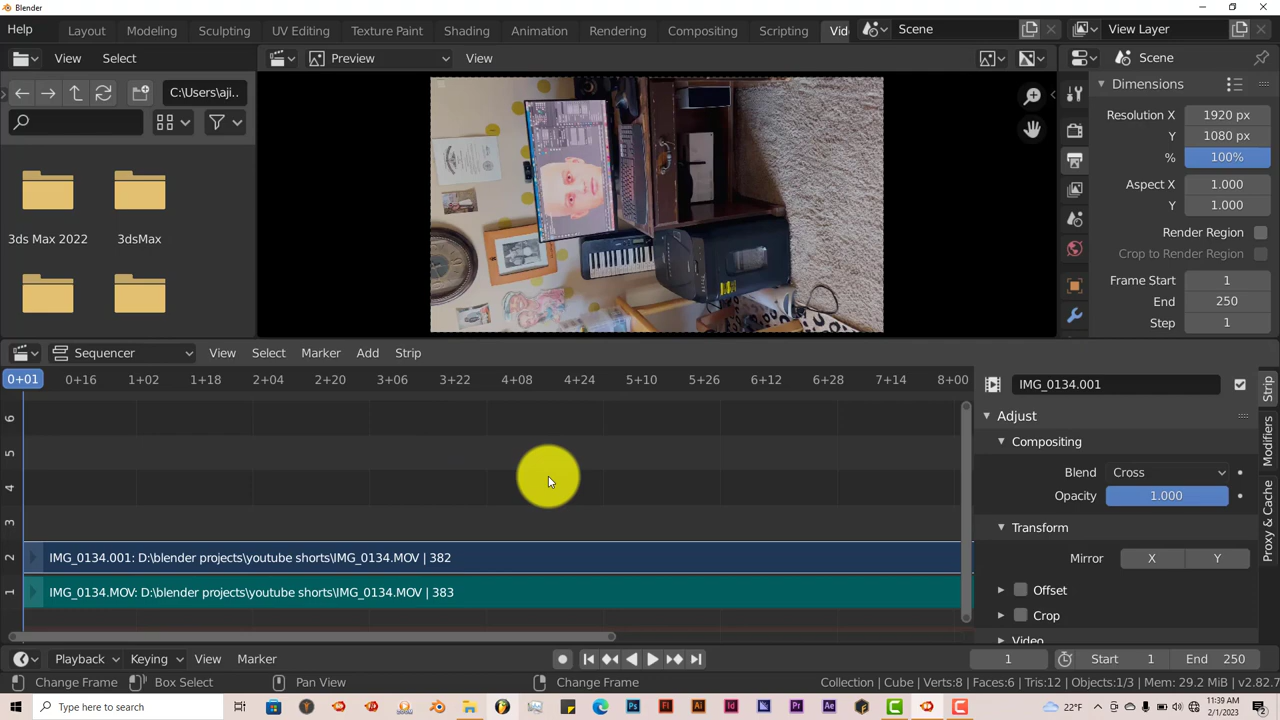 Blender
Help Layout Modeling Sculpting UV Editing Texture Paint Shading Animation Rendering Compositing Scripting Vid Scene View Layer
View Select Preview View Scene
C:\Users\aji.. Dimensions
Resolution X 1920 px
Y 1080 px
% 100%
Aspect X 1.000
Y 1.000
3ds Max 2022 3dsMax Render Region
Crop to Render Region
Frame Start 1
End 250
Step 1
Sequencer View Select Marker Add Strip
0+01 0+16 1+02 1+18 2+04 2+20 3+06 3+22 4+08 4+24 5+10 5+26 6+12 6+28 7+14 8+00 IMG_0134.001 Strip
6 Adjust
5 Compositing Modifiers
4 Blend Cross
Opacity 1.000
3 Transform Proxy & Cache
2 IMG_0134.001: D:\blender projects\youtube shorts\IMG_0134.MOV | 382 Mirror X Y
1 IMG_0134.MOV: D:\blender projects\youtube shorts\IMG_0134.MOV | 383 Offset
Crop
Video
Playback Keying View Marker 1 Start 1 End 250
Change Frame Box Select Pan View Change Frame Collection | Cube | Verts:8 | Faces:6 | Tris:12 | Objects:1/3 | Mem: 29.2 MiB | v2.82.7
Type here to search 22°F 11:39 AM
2/1/2023